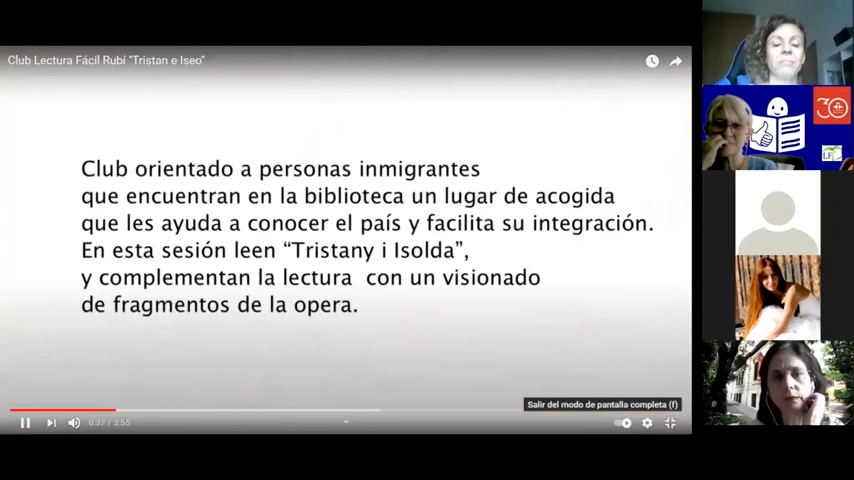 Club Lectura Fácil Rubí "Tristan e Iseo"
Club orientado a personas inmigrantes
que encuentran en la biblioteca un lugar de acogida
que les ayuda a conocer el país y facilita su integración.
En esta sesión leen “Tristany i Isolda”,
y complementan la lectura con un visionado
de fragmentos de la opera.
Salir del modo de pantalla completa (f)
0:37 / 3:55
30
LF